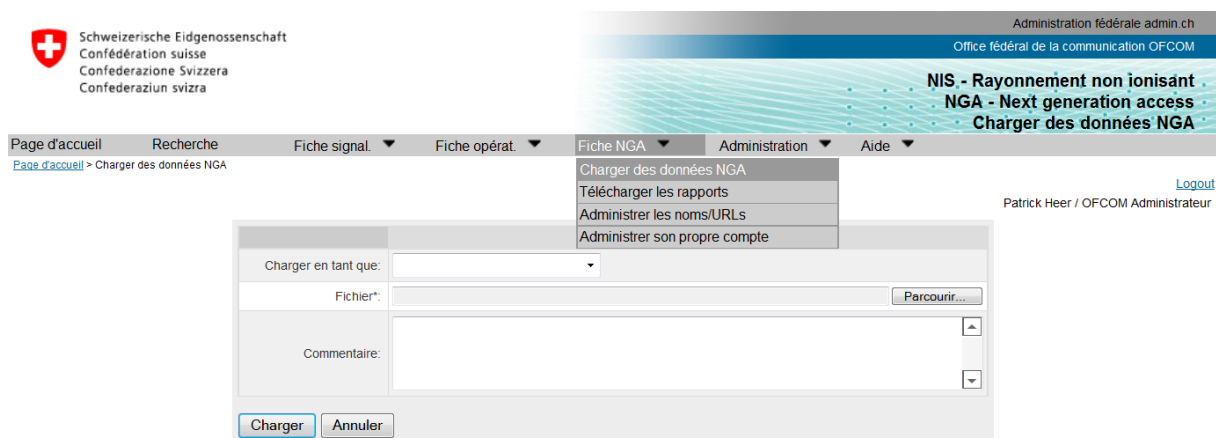 Schweizerische Eidgenossenschaft
Confédération suisse
Confederazione Svizzera
Confederaziun svizra
Administration fédérale admin.ch
Office fédéral de la communication OFCOM
NIS - Rayonnement non ionisant
NGA - Next generation access
Charger des données NGA
Page d'accueil Recherche Fiche signal. Fiche opérat. Fiche NGA Administration Aide
Page d'accueil > Charger des données NGA
Charger des données NGA
Télécharger les rapports
Administrer les noms/URLs
Administrer son propre compte
Logout
Patrick Heer / OFCOM Administrateur
Charger en tant que:
Fichier*: Parcourir...
Commentaire:
Charger Annuler